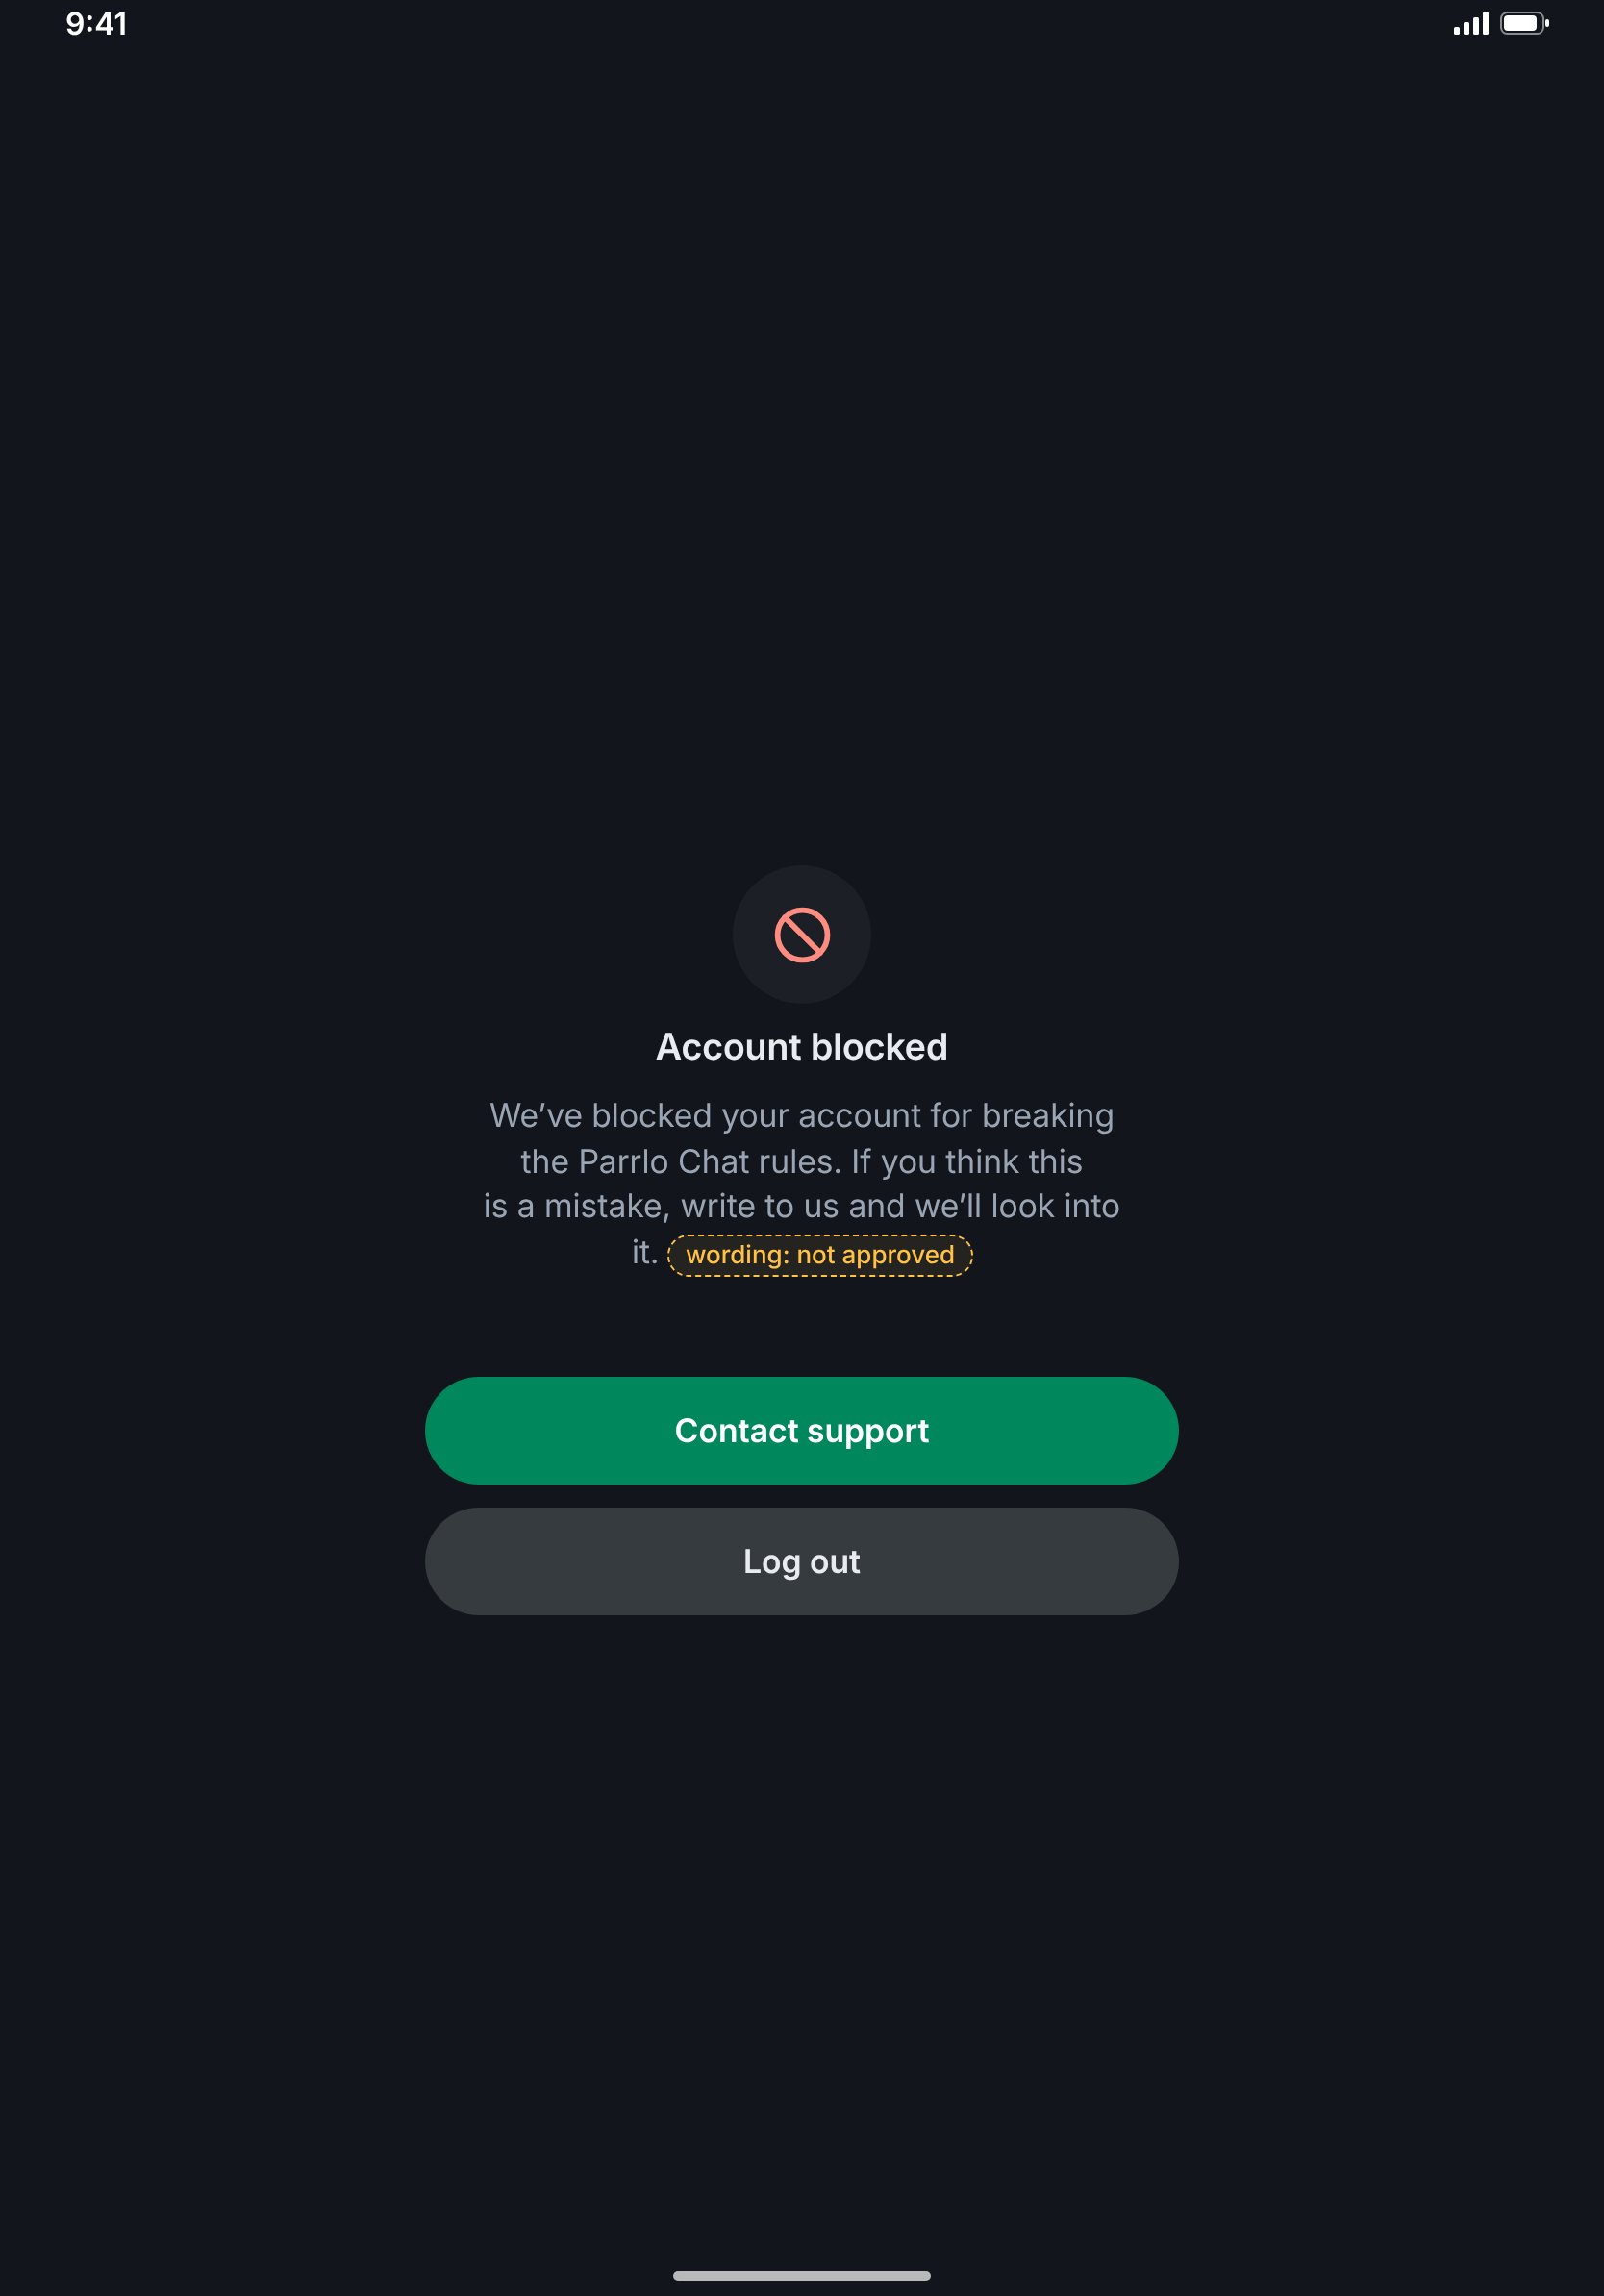 9:41
Account blocked
We’ve blocked your account for breaking
the Parrlo Chat rules. If you think this
is a mistake, write to us and we’ll look into
it. wording: not approved
Contact support
Log out